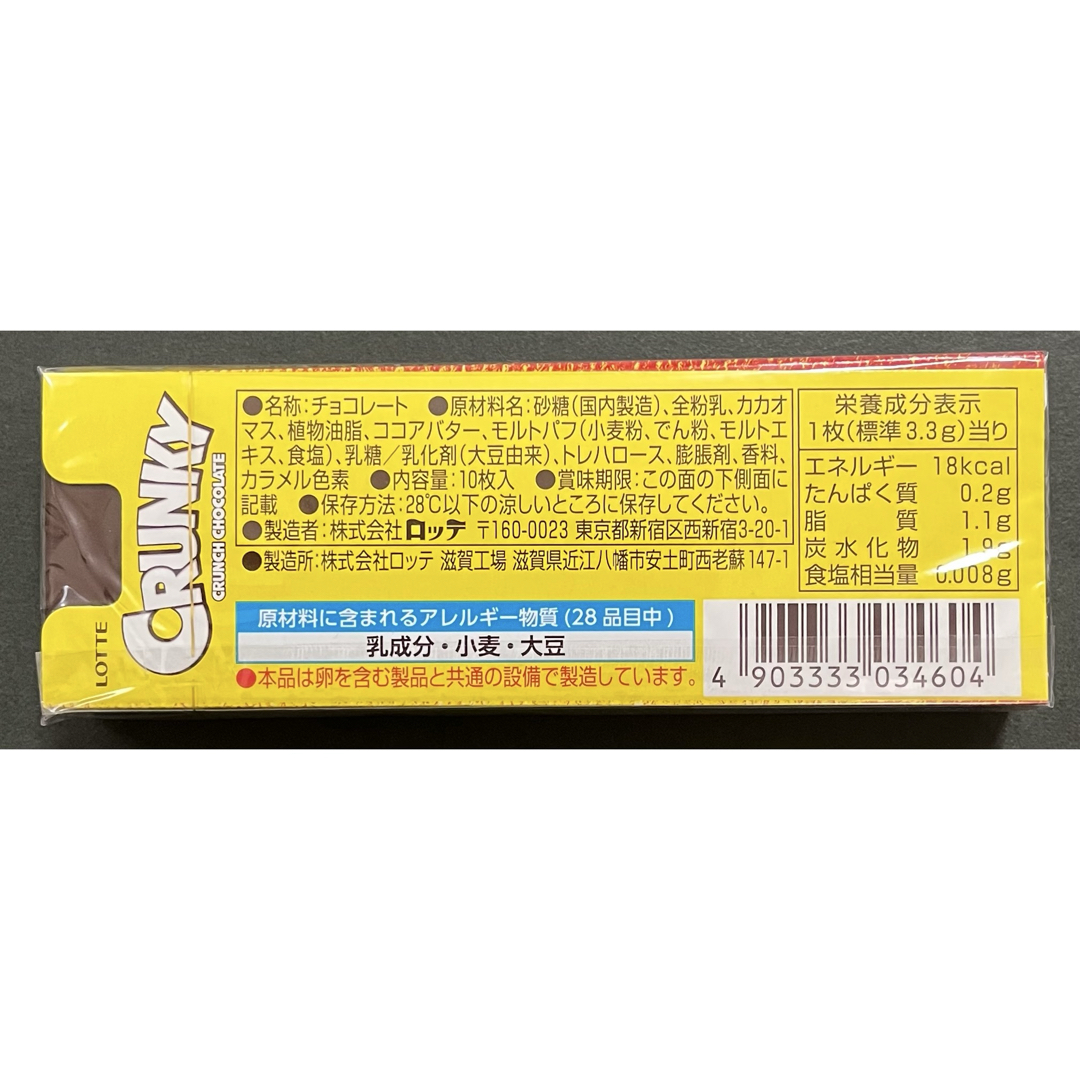 LOTTE
CRUNKY
CRUNCH CHOCOLATE
●名称:チョコレート ●原材料名:砂糖(国内製造)、全粉乳、カカオ
マス、植物油脂、ココアバター、モルトパフ(小麦粉、でん粉、モルトエ
キス、食塩)、乳糖/乳化剤(大豆由来)、トレハロース、膨脹剤、香料、
カラメル色素 ●内容量:10枚入 ●賞味期限:この面の下側面に
記載 ●保存方法:28℃以下の涼しいところに保存してください。
●製造者:株式会社ロッテ 〒160-0023 東京都新宿区西新宿3-20-1
●製造所:株式会社ロッテ 滋賀工場 滋賀県近江八幡市安土町西老蘇147-1
栄養成分表示
1枚(標準3.3g)当り
エネルギー 18kcal
たんぱく質 0.2g
脂質 1.1g
炭水化物 1.9g
食塩相当量 0.008g
原材料に含まれるアレルギー物質(28品目中)
乳成分・小麦・大豆
●本品は卵を含む製品と共通の設備で製造しています。
4 903333 034604